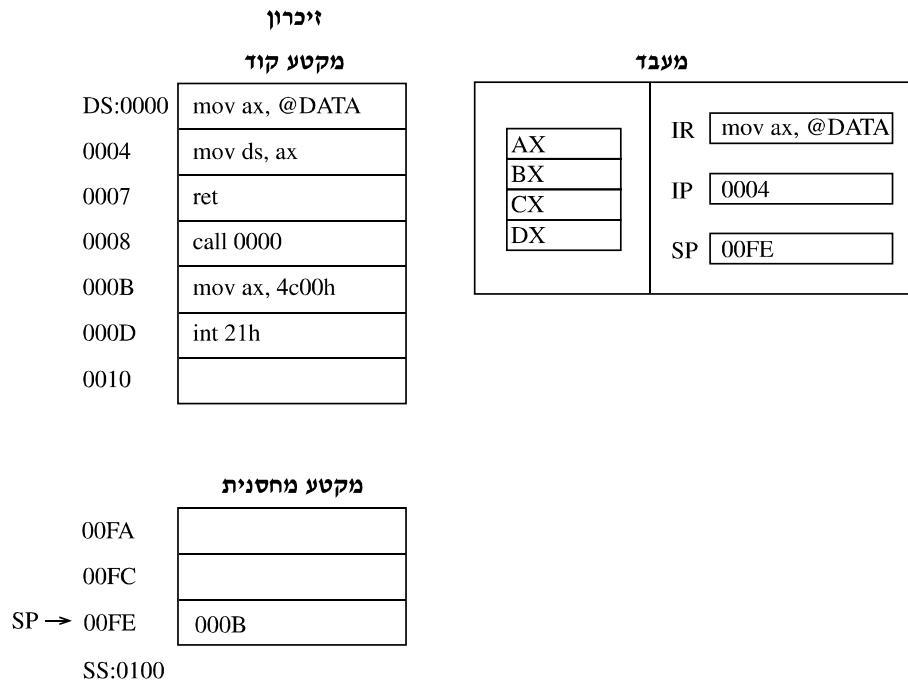 זיכרון
מקטע קוד
DS:0000 mov ax, @DATA
0004 mov ds, ax
0007 ret
0008 call 0000
000B mov ax, 4c00h
000D int 21h
0010
מעבד
AX
BX
CX
DX
IR mov ax, @DATA
IP 0004
SP 00FE
מקטע מחסנית
00FA
00FC
SP → 00FE 000B
SS:0100